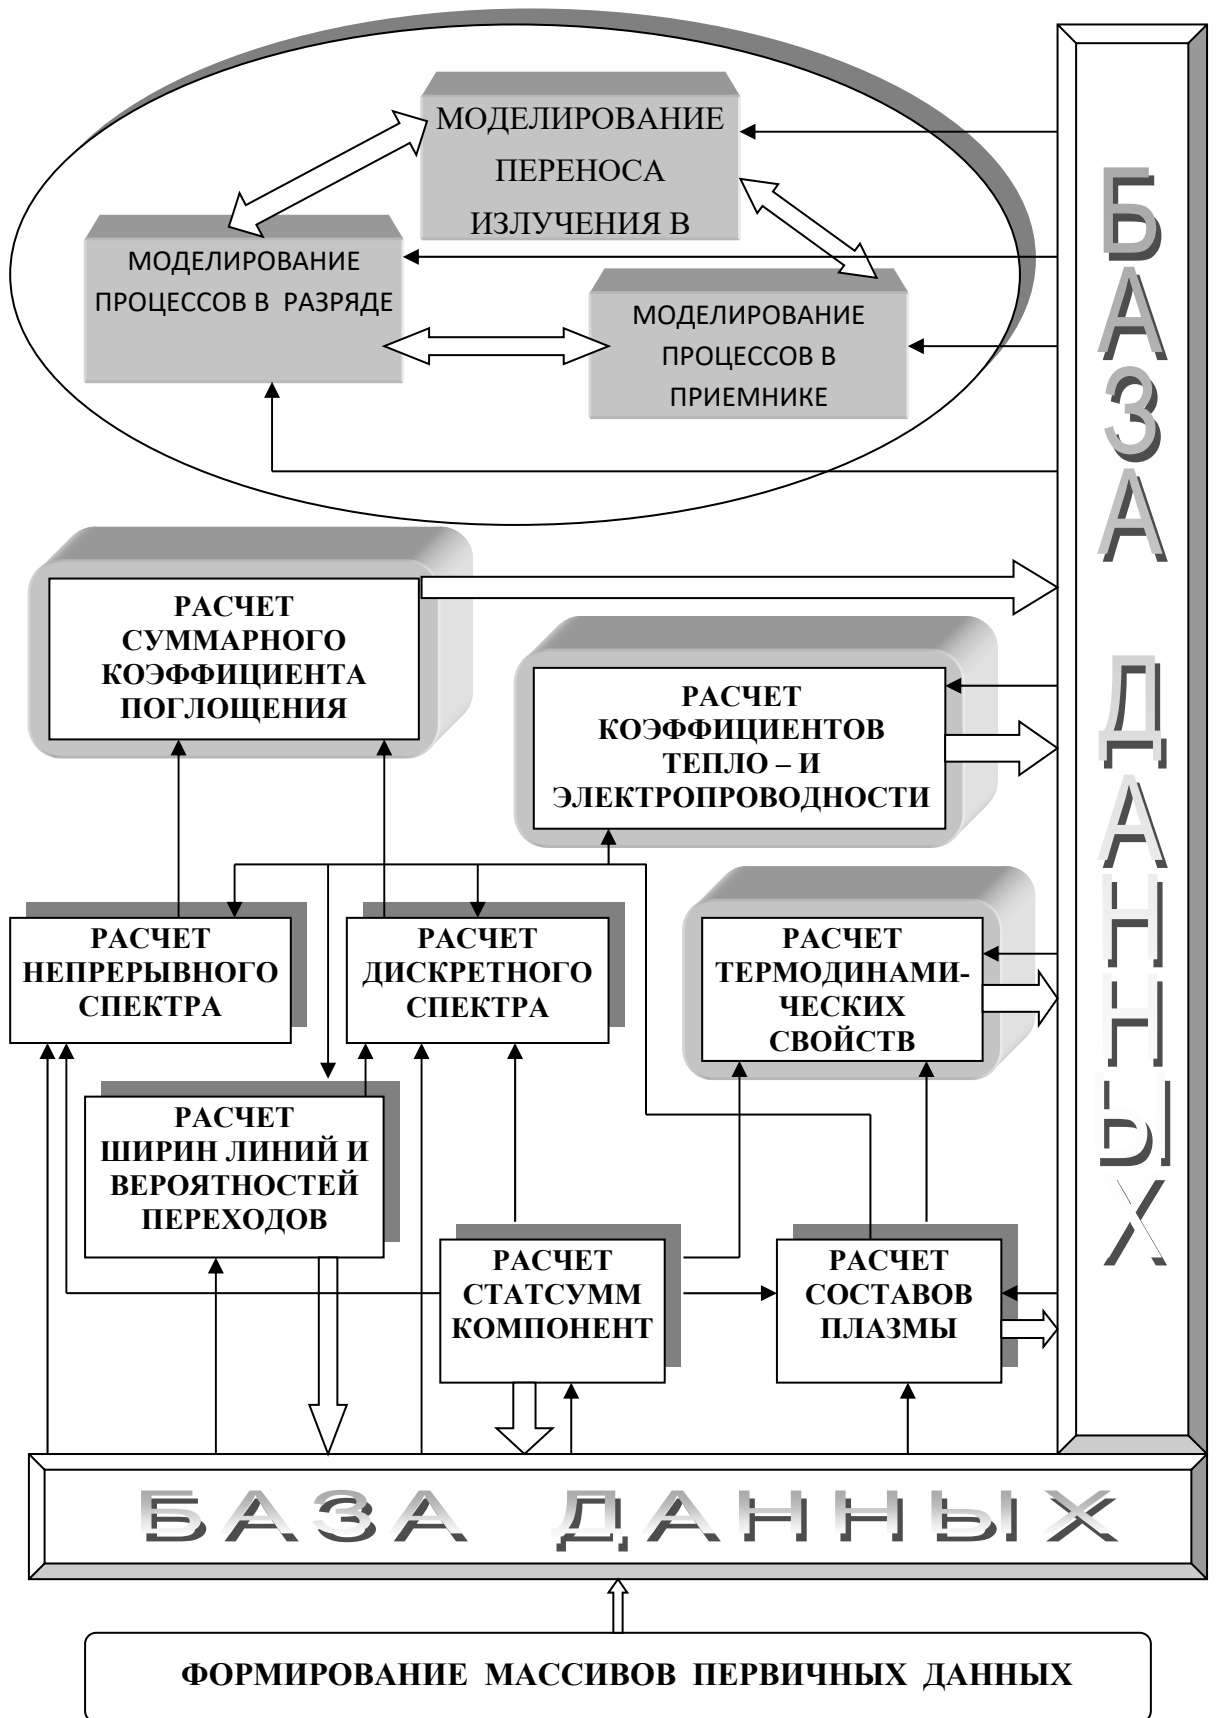 МОДЕЛИРОВАНИЕ
ПЕРЕНОСА
ИЗЛУЧЕНИЯ В
МОДЕЛИРОВАНИЕ
ПРОЦЕССОВ В РАЗРЯДЕ
МОДЕЛИРОВАНИЕ
ПРОЦЕССОВ В
ПРИЕМНИКЕ
БАЗА ДАННЫХ
РАСЧЕТ
СУММАРНОГО
КОЭФФИЦИЕНТА
ПОГЛОЩЕНИЯ
РАСЧЕТ
КОЭФФИЦИЕНТОВ
ТЕПЛО – И
ЭЛЕКТРОПРОВОДНОСТИ
РАСЧЕТ
НЕПРЕРЫВНОГО
СПЕКТРА
РАСЧЕТ
ДИСКРЕТНОГО
СПЕКТРА
РАСЧЕТ
ТЕРМОДИНАМИ-
ЧЕСКИХ
СВОЙСТВ
РАСЧЕТ
ШИРИН ЛИНИЙ И
ВЕРОЯТНОСТЕЙ
ПЕРЕХОДОВ
РАСЧЕТ
СТАТСУММ
КОМПОНЕНТ
РАСЧЕТ
СОСТАВОВ
ПЛАЗМЫ
БАЗА ДАННЫХ
ФОРМИРОВАНИЕ МАССИВОВ ПЕРВИЧНЫХ ДАННЫХ